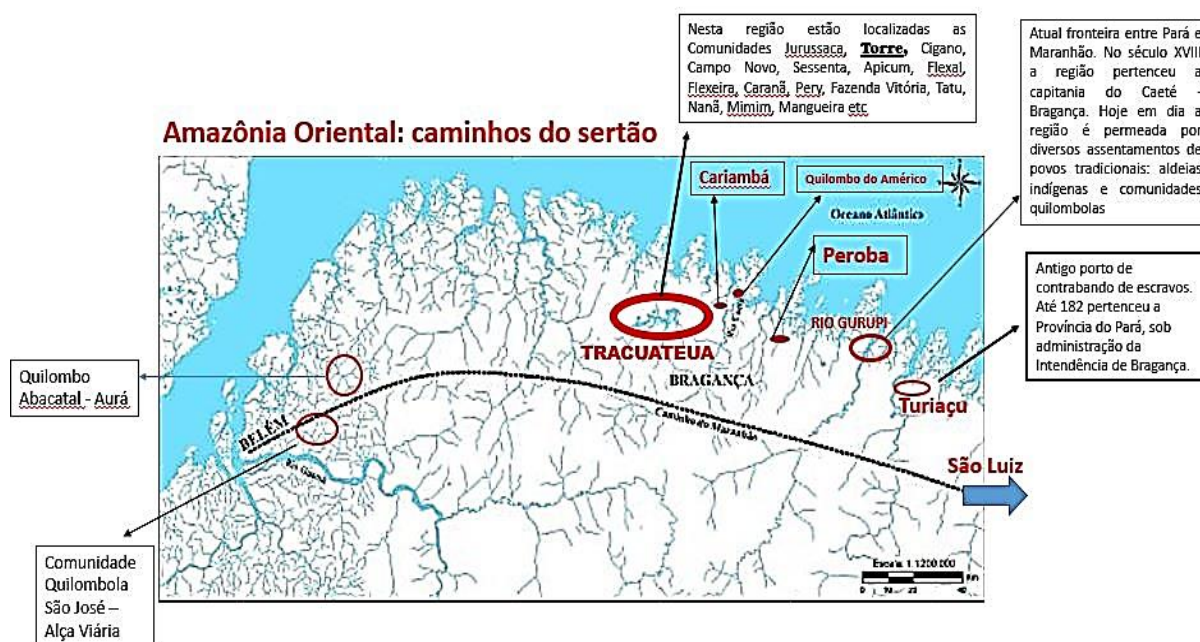 Nesta região estão localizadas as
Comunidades Jurussaca, Torre, Cigano,
Campo Novo, Sessenta, Apicum, Flexal,
Flexeira, Caranã, Pery, Fazenda Vitória, Tatu,
Nanã, Mimim, Mangueira etc
Atual fronteira entre Pará e
Maranhão. No século XVIII
a região pertenceu a
capitania do Caeté -
Bragança. Hoje em dia a
região é permeada por
diversos assentamentos de
povos tradicionais: aldeias
indígenas e comunidades
quilombolas
Amazônia Oriental: caminhos do sertão
Cariambá
Quilombo do Américo
Oceano Atlântico
Peroba
Antigo porto de
contrabando de escravos.
Até 182 pertenceu a
Província do Pará, sob
administração da
Intendência de Bragança.
RIO GURUPI
TRACUATEUA
BRAGANÇA
Turiaçu
Quilombo
Abacatal - Aurá
BELÉM
Caminho do Maranhão
São Luiz
Comunidade
Quilombola
São José –
Alça Viária
Escala 1:1200 000